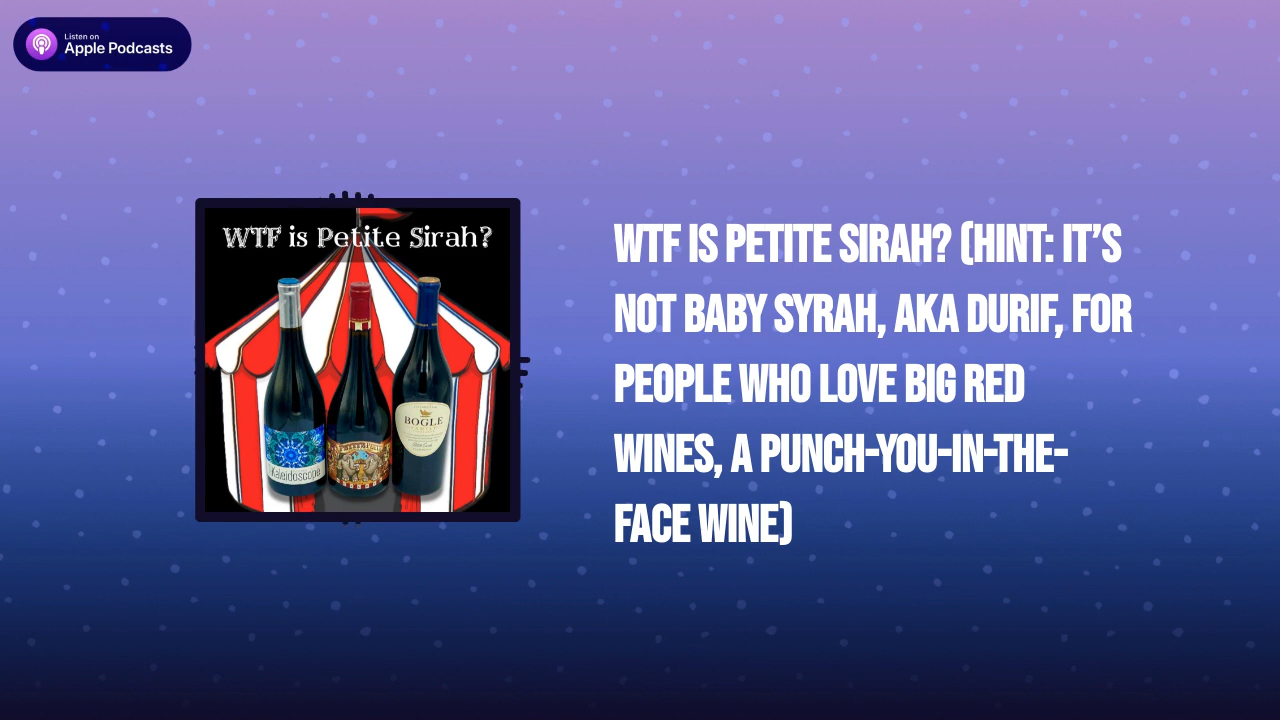 Listen on
Apple Podcasts
WTF is Petite Sirah?
Kaleidoscope
BOGLE
WTF IS PETITE SIRAH? (HINT: IT’S
NOT BABY SYRAH, AKA DURIF, FOR
PEOPLE WHO LOVE BIG RED
WINES, A PUNCH-YOU-IN-THE-
FACE WINE)